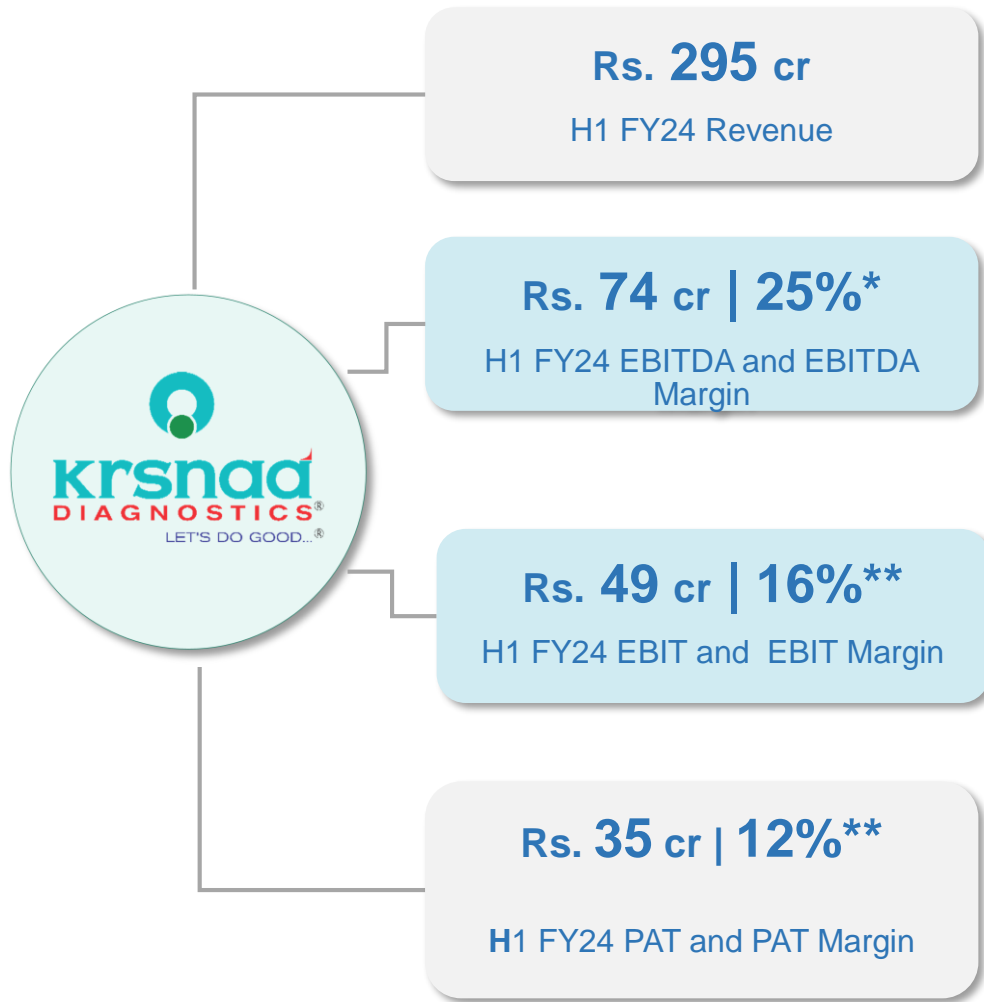 Rs. 295 cr
H1 FY24 Revenue
Rs. 74 cr | 25%*
H1 FY24 EBITDA and EBITDA
Margin
krsnaa
DIAGNOSTICS®
LET'S DO GOOD...®
Rs. 49 cr | 16%**
H1 FY24 EBIT and EBIT Margin
Rs. 35 cr | 12%**
H1 FY24 PAT and PAT Margin